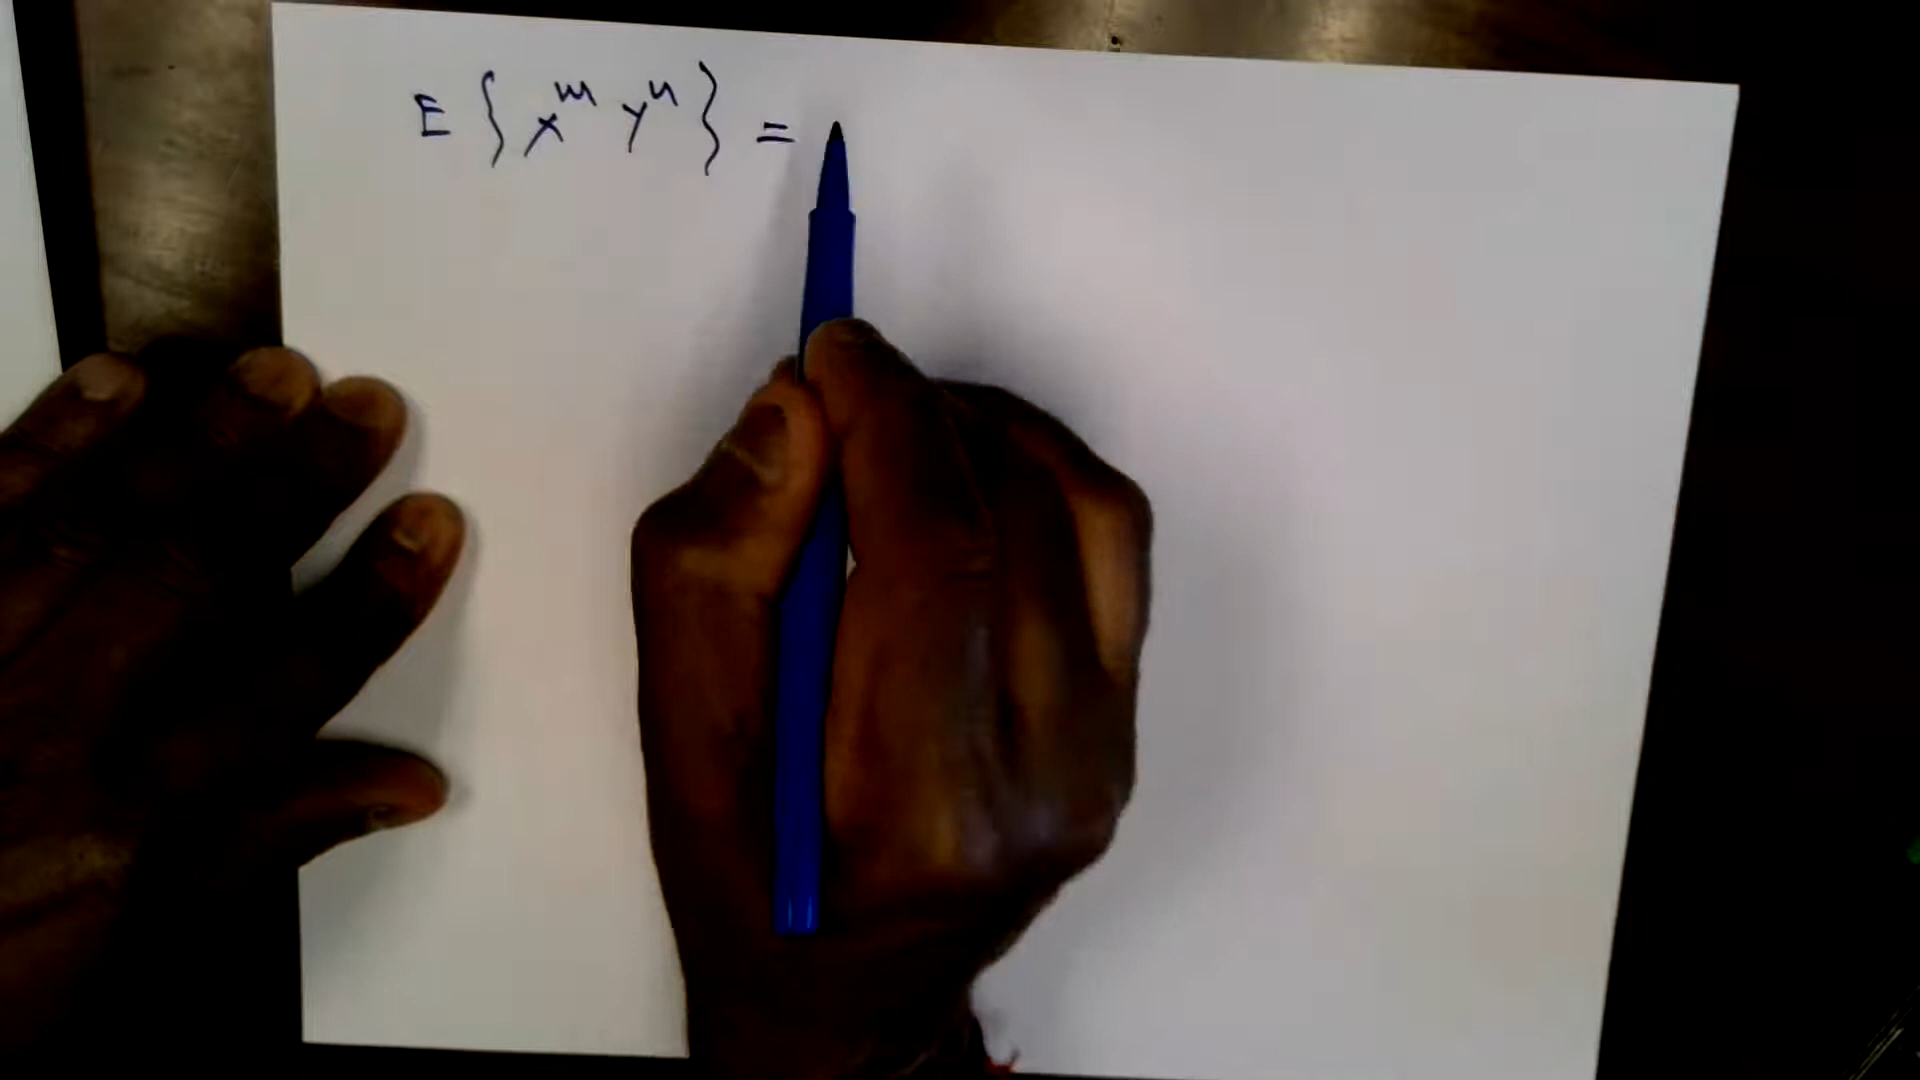 E { x^m y^n } =